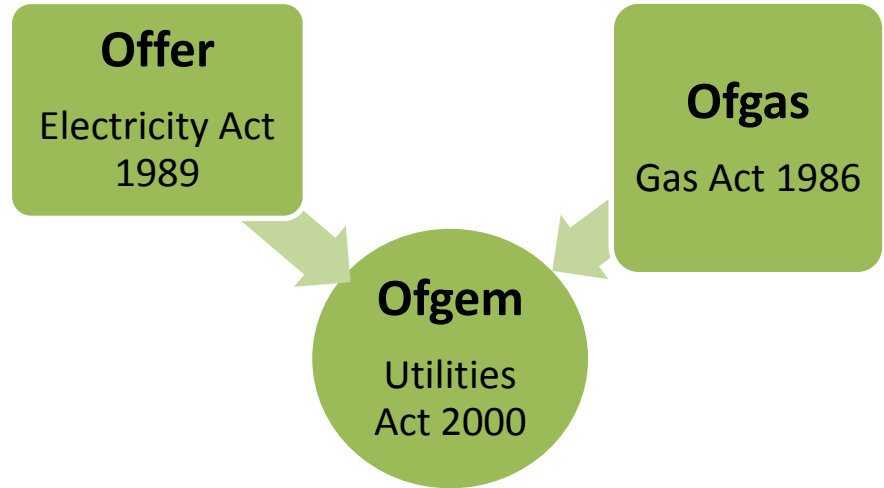 Offer
Electricity Act
1989
Ofgas
Gas Act 1986
Ofgem
Utilities
Act 2000